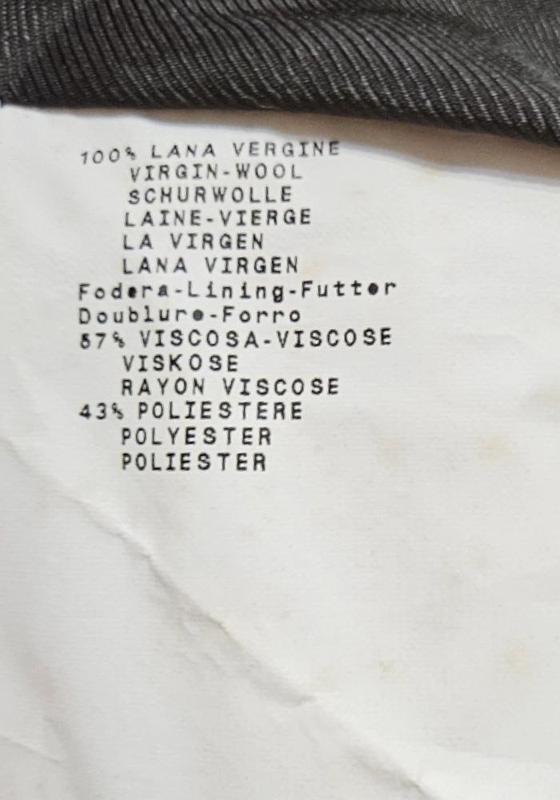 100% LANA VERGINE
VIRGIN-WOOL
SCHURWOLLE
LAINE-VIERGE
LA VIRGEN
LANA VIRGEN
Fodera-Lining-Futter
Doublure-Forro
57% VISCOSA-VISCOSE
VISKOSE
RAYON VISCOSE
43% POLIESTERE
POLYESTER
POLIESTER